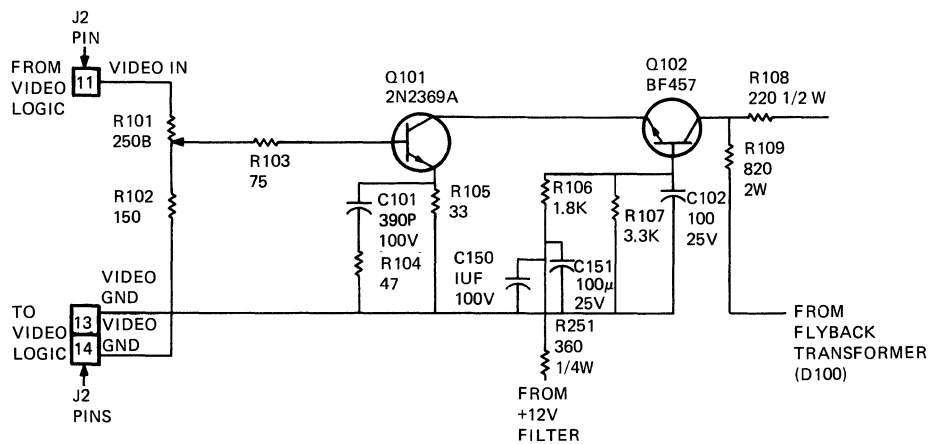 J2
PIN
FROM
VIDEO
LOGIC
11
VIDEO IN
R101
250B
R102
150
R103
75
Q101
2N2369A
Q102
BF457
R108
220 1/2 W
R109
820
2W
C101
390P
100V
R104
47
R105
33
R106
1.8K
R107
3.3K
C102
100
25V
C150
IUF
100V
C151
100μ
25V
R251
360
1/4W
FROM
+12V
FILTER
VIDEO
GND
TO
VIDEO
LOGIC
13
VIDEO
GND
14
J2
PINS
FROM
FLYBACK
TRANSFORMER
(D100)